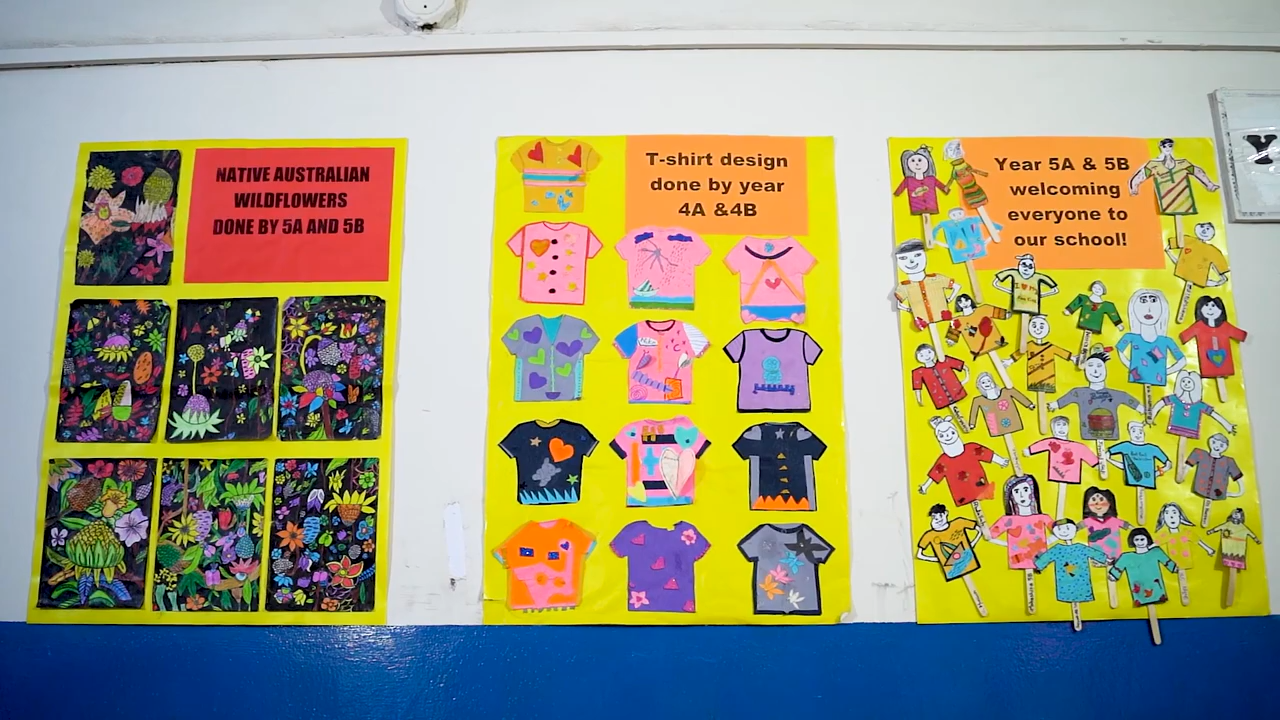 NATIVE AUSTRALIAN
WILDFLOWERS
DONE BY 5A AND 5B
T-shirt design
done by year
4A &4B
Year 5A & 5B
welcoming
everyone to
our school!
Y